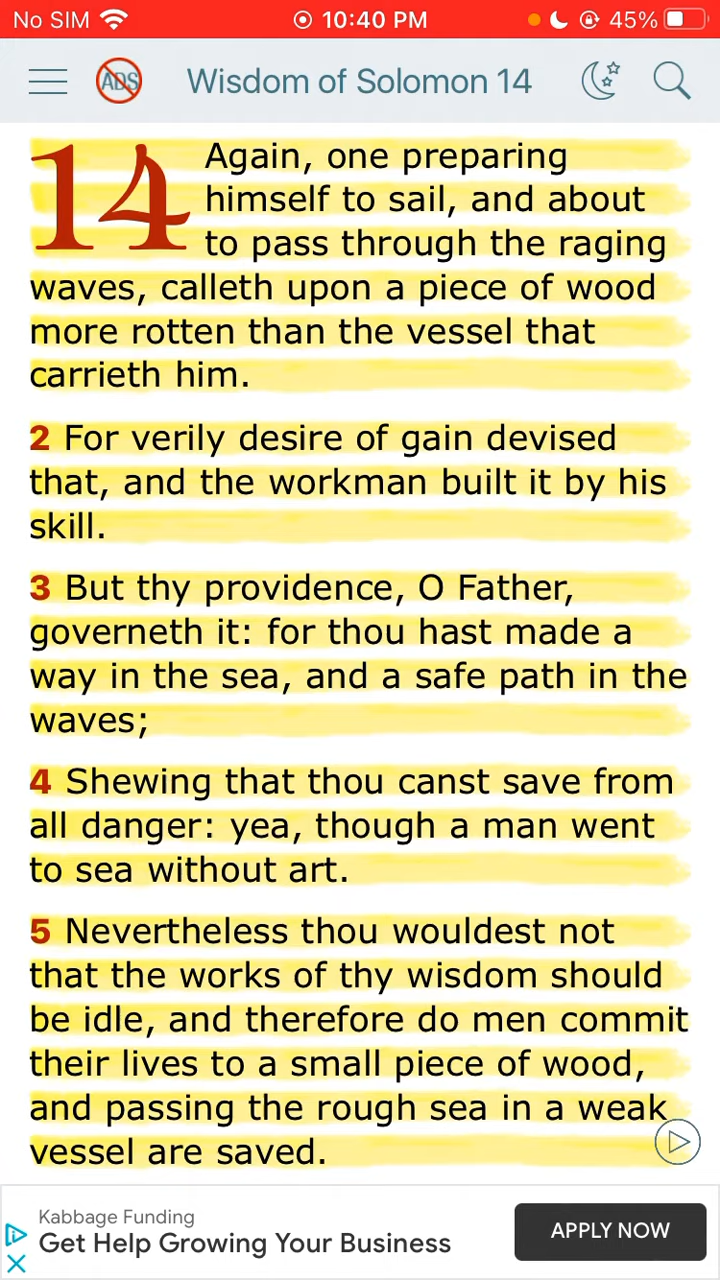 No SIM 10:40 PM 45%
ADS Wisdom of Solomon 14
14 Again, one preparing
himself to sail, and about
to pass through the raging
waves, calleth upon a piece of wood
more rotten than the vessel that
carrieth him.
2 For verily desire of gain devised
that, and the workman built it by his
skill.
3 But thy providence, O Father,
governeth it: for thou hast made a
way in the sea, and a safe path in the
waves;
4 Shewing that thou canst save from
all danger: yea, though a man went
to sea without art.
5 Nevertheless thou wouldest not
that the works of thy wisdom should
be idle, and therefore do men commit
their lives to a small piece of wood,
and passing the rough sea in a weak
vessel are saved.
Kabbage Funding
Get Help Growing Your Business
APPLY NOW